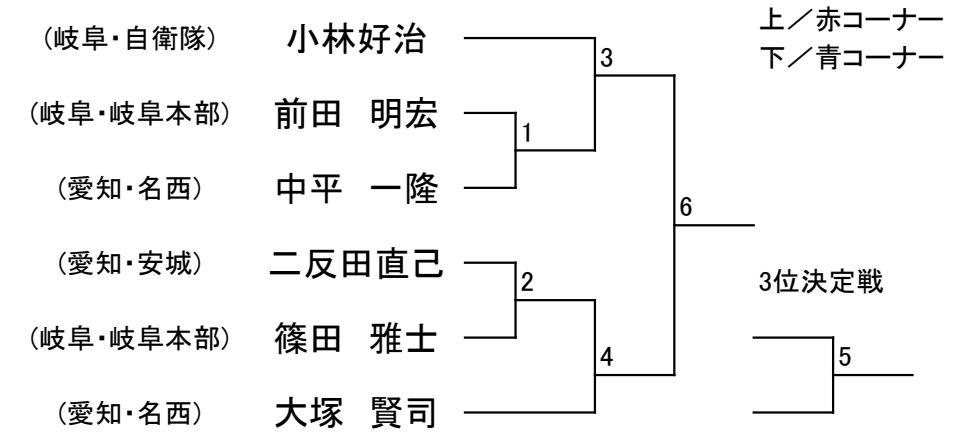 上／赤コーナー
下／青コーナー
(岐阜・自衛隊) 小林好治
3
(岐阜・岐阜本部) 前田　明宏
1
(愛知・名西) 中平　一隆
6
(愛知・安城) 二反田直己
2
3位決定戦
(岐阜・岐阜本部) 篠田　雅士
4
5
(愛知・名西) 大塚　賢司